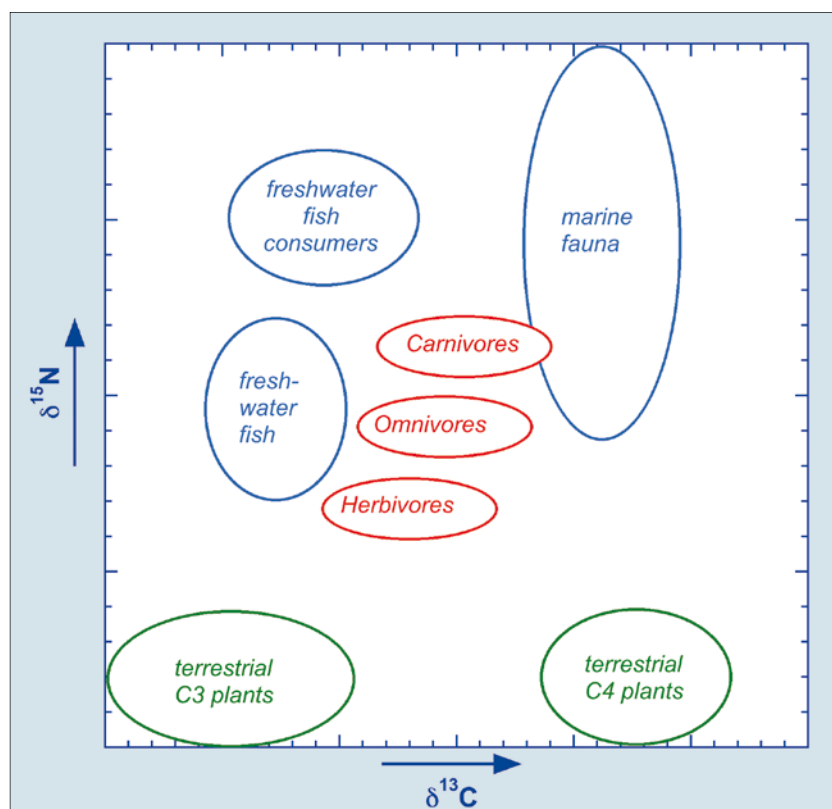 freshwater
fish
consumers
marine
fauna
Carnivores
fresh-
water
fish
Omnivores
Herbivores
terrestrial
C3 plants
terrestrial
C4 plants
δ¹⁵N
δ¹³C